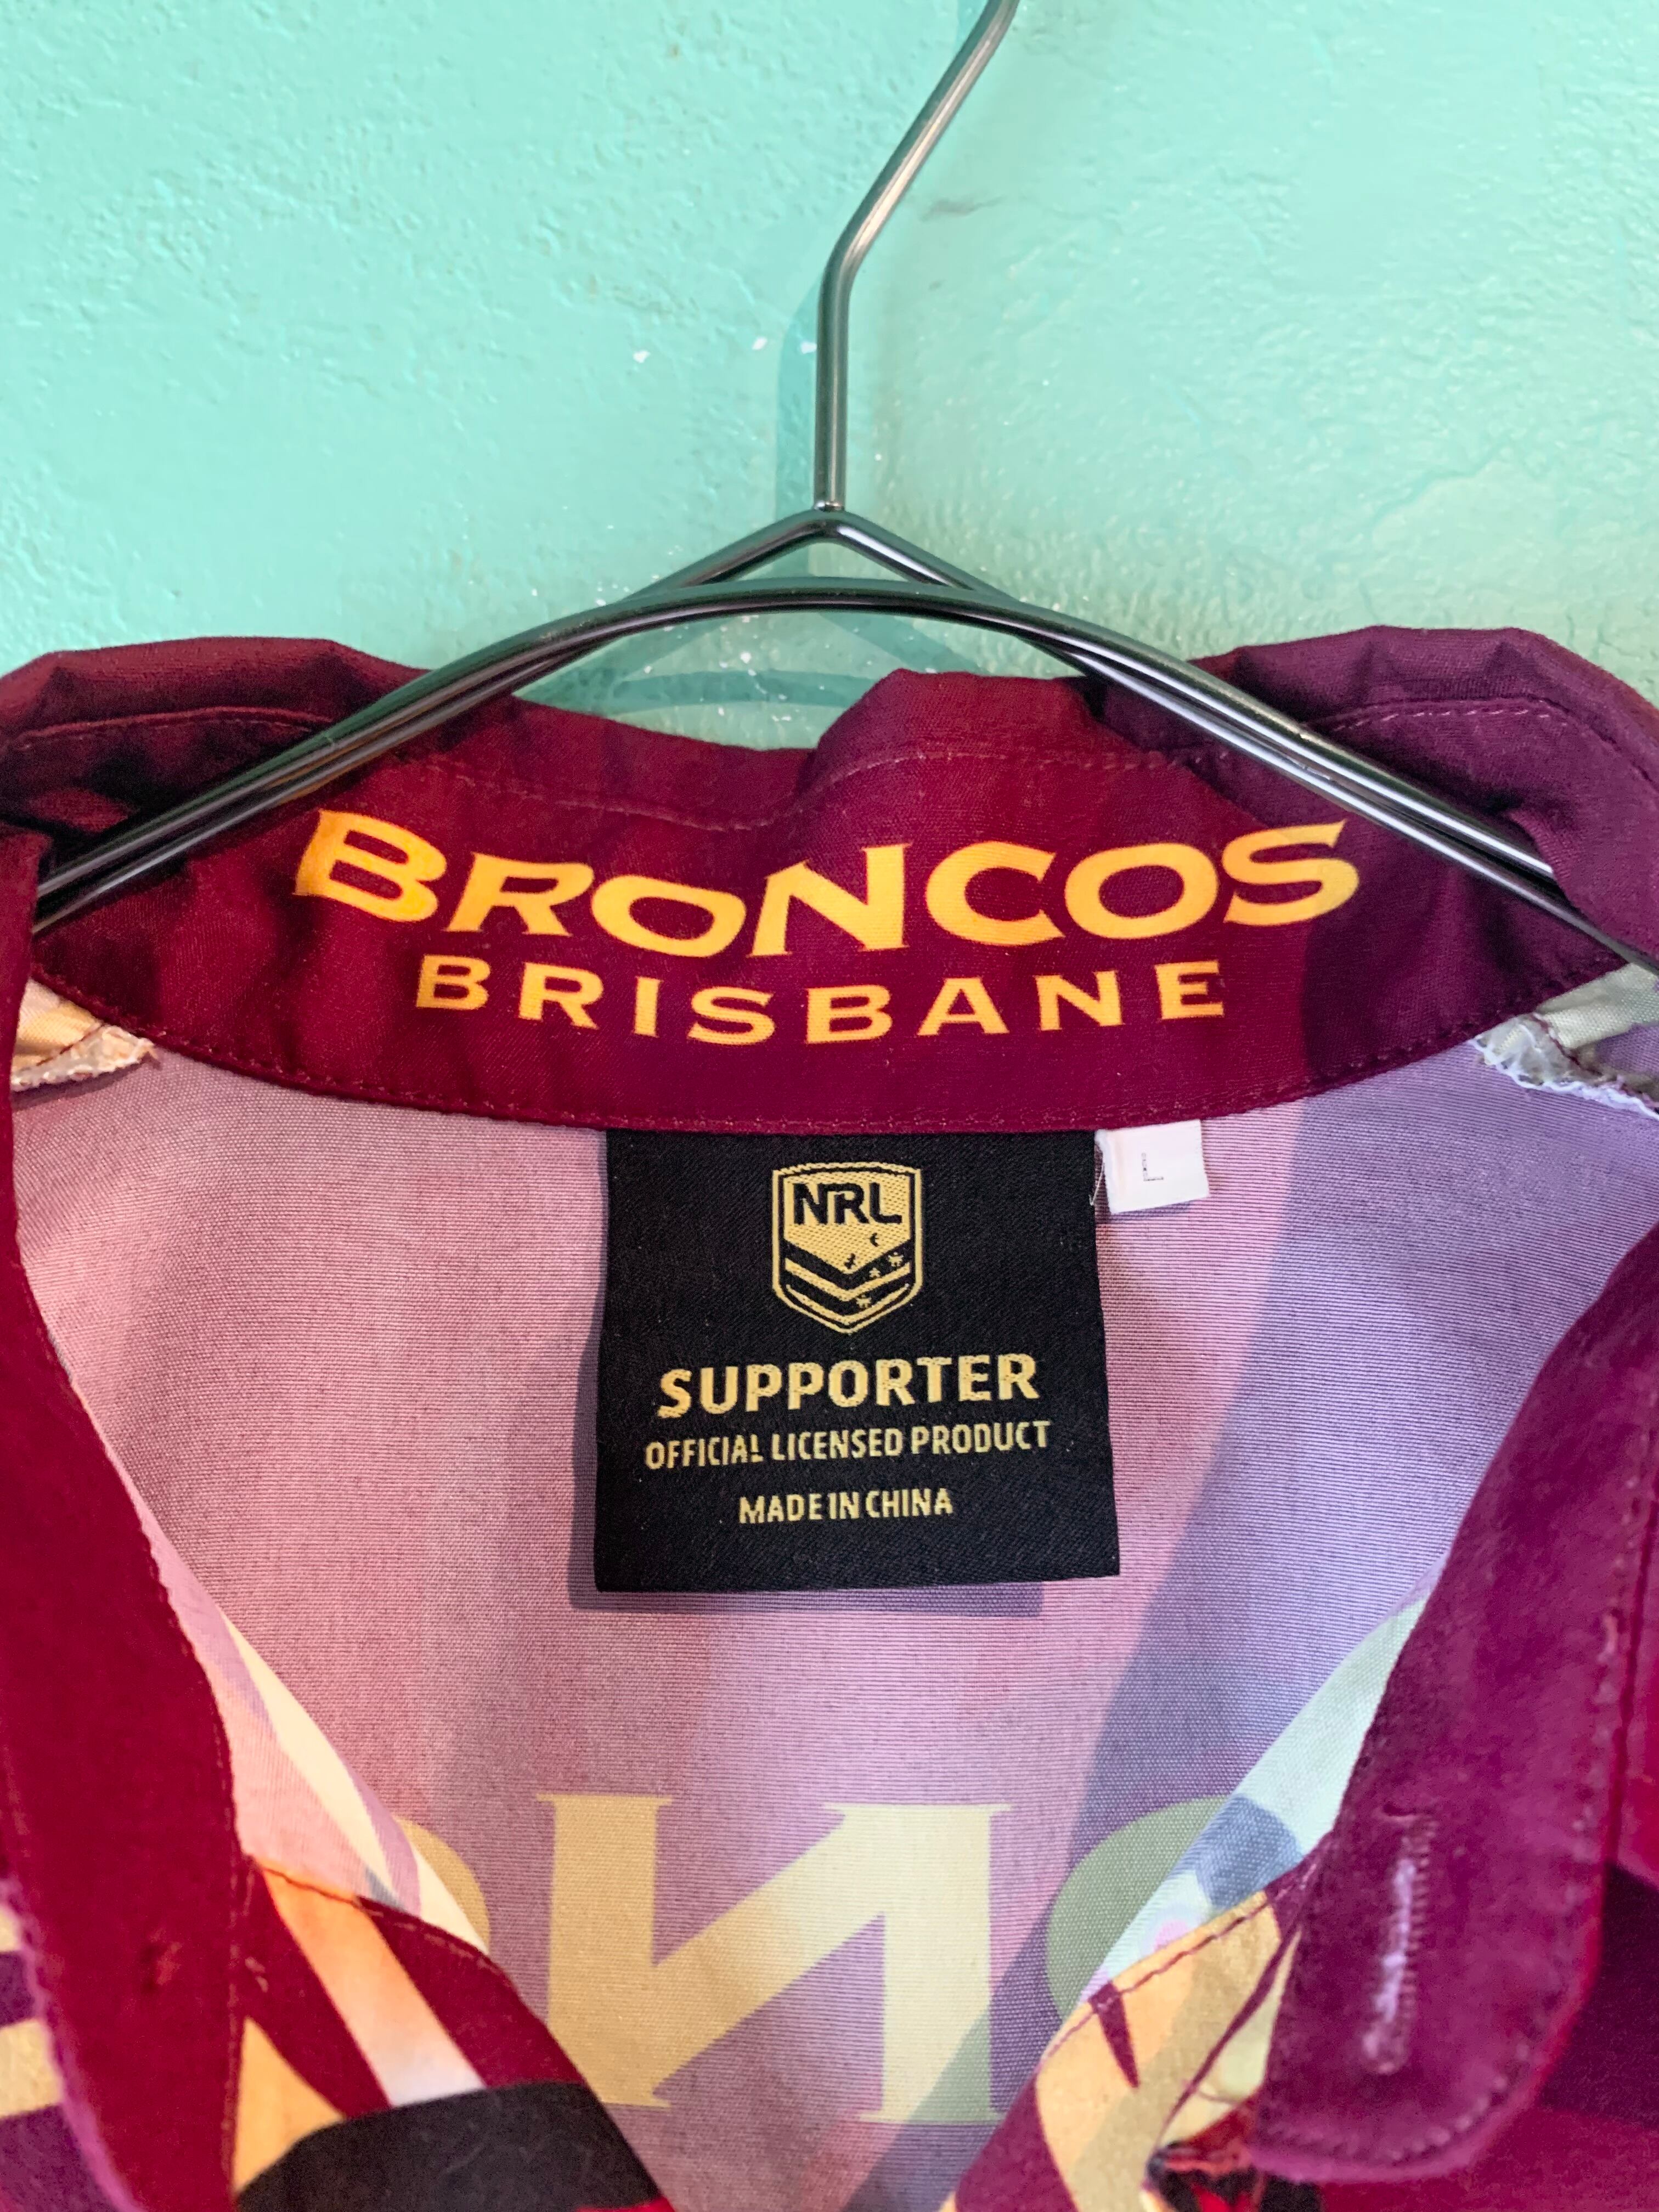 BRONCOS
BRISBANE
NRL
L
SUPPORTER
OFFICIAL LICENSED PRODUCT
MADE IN CHINA